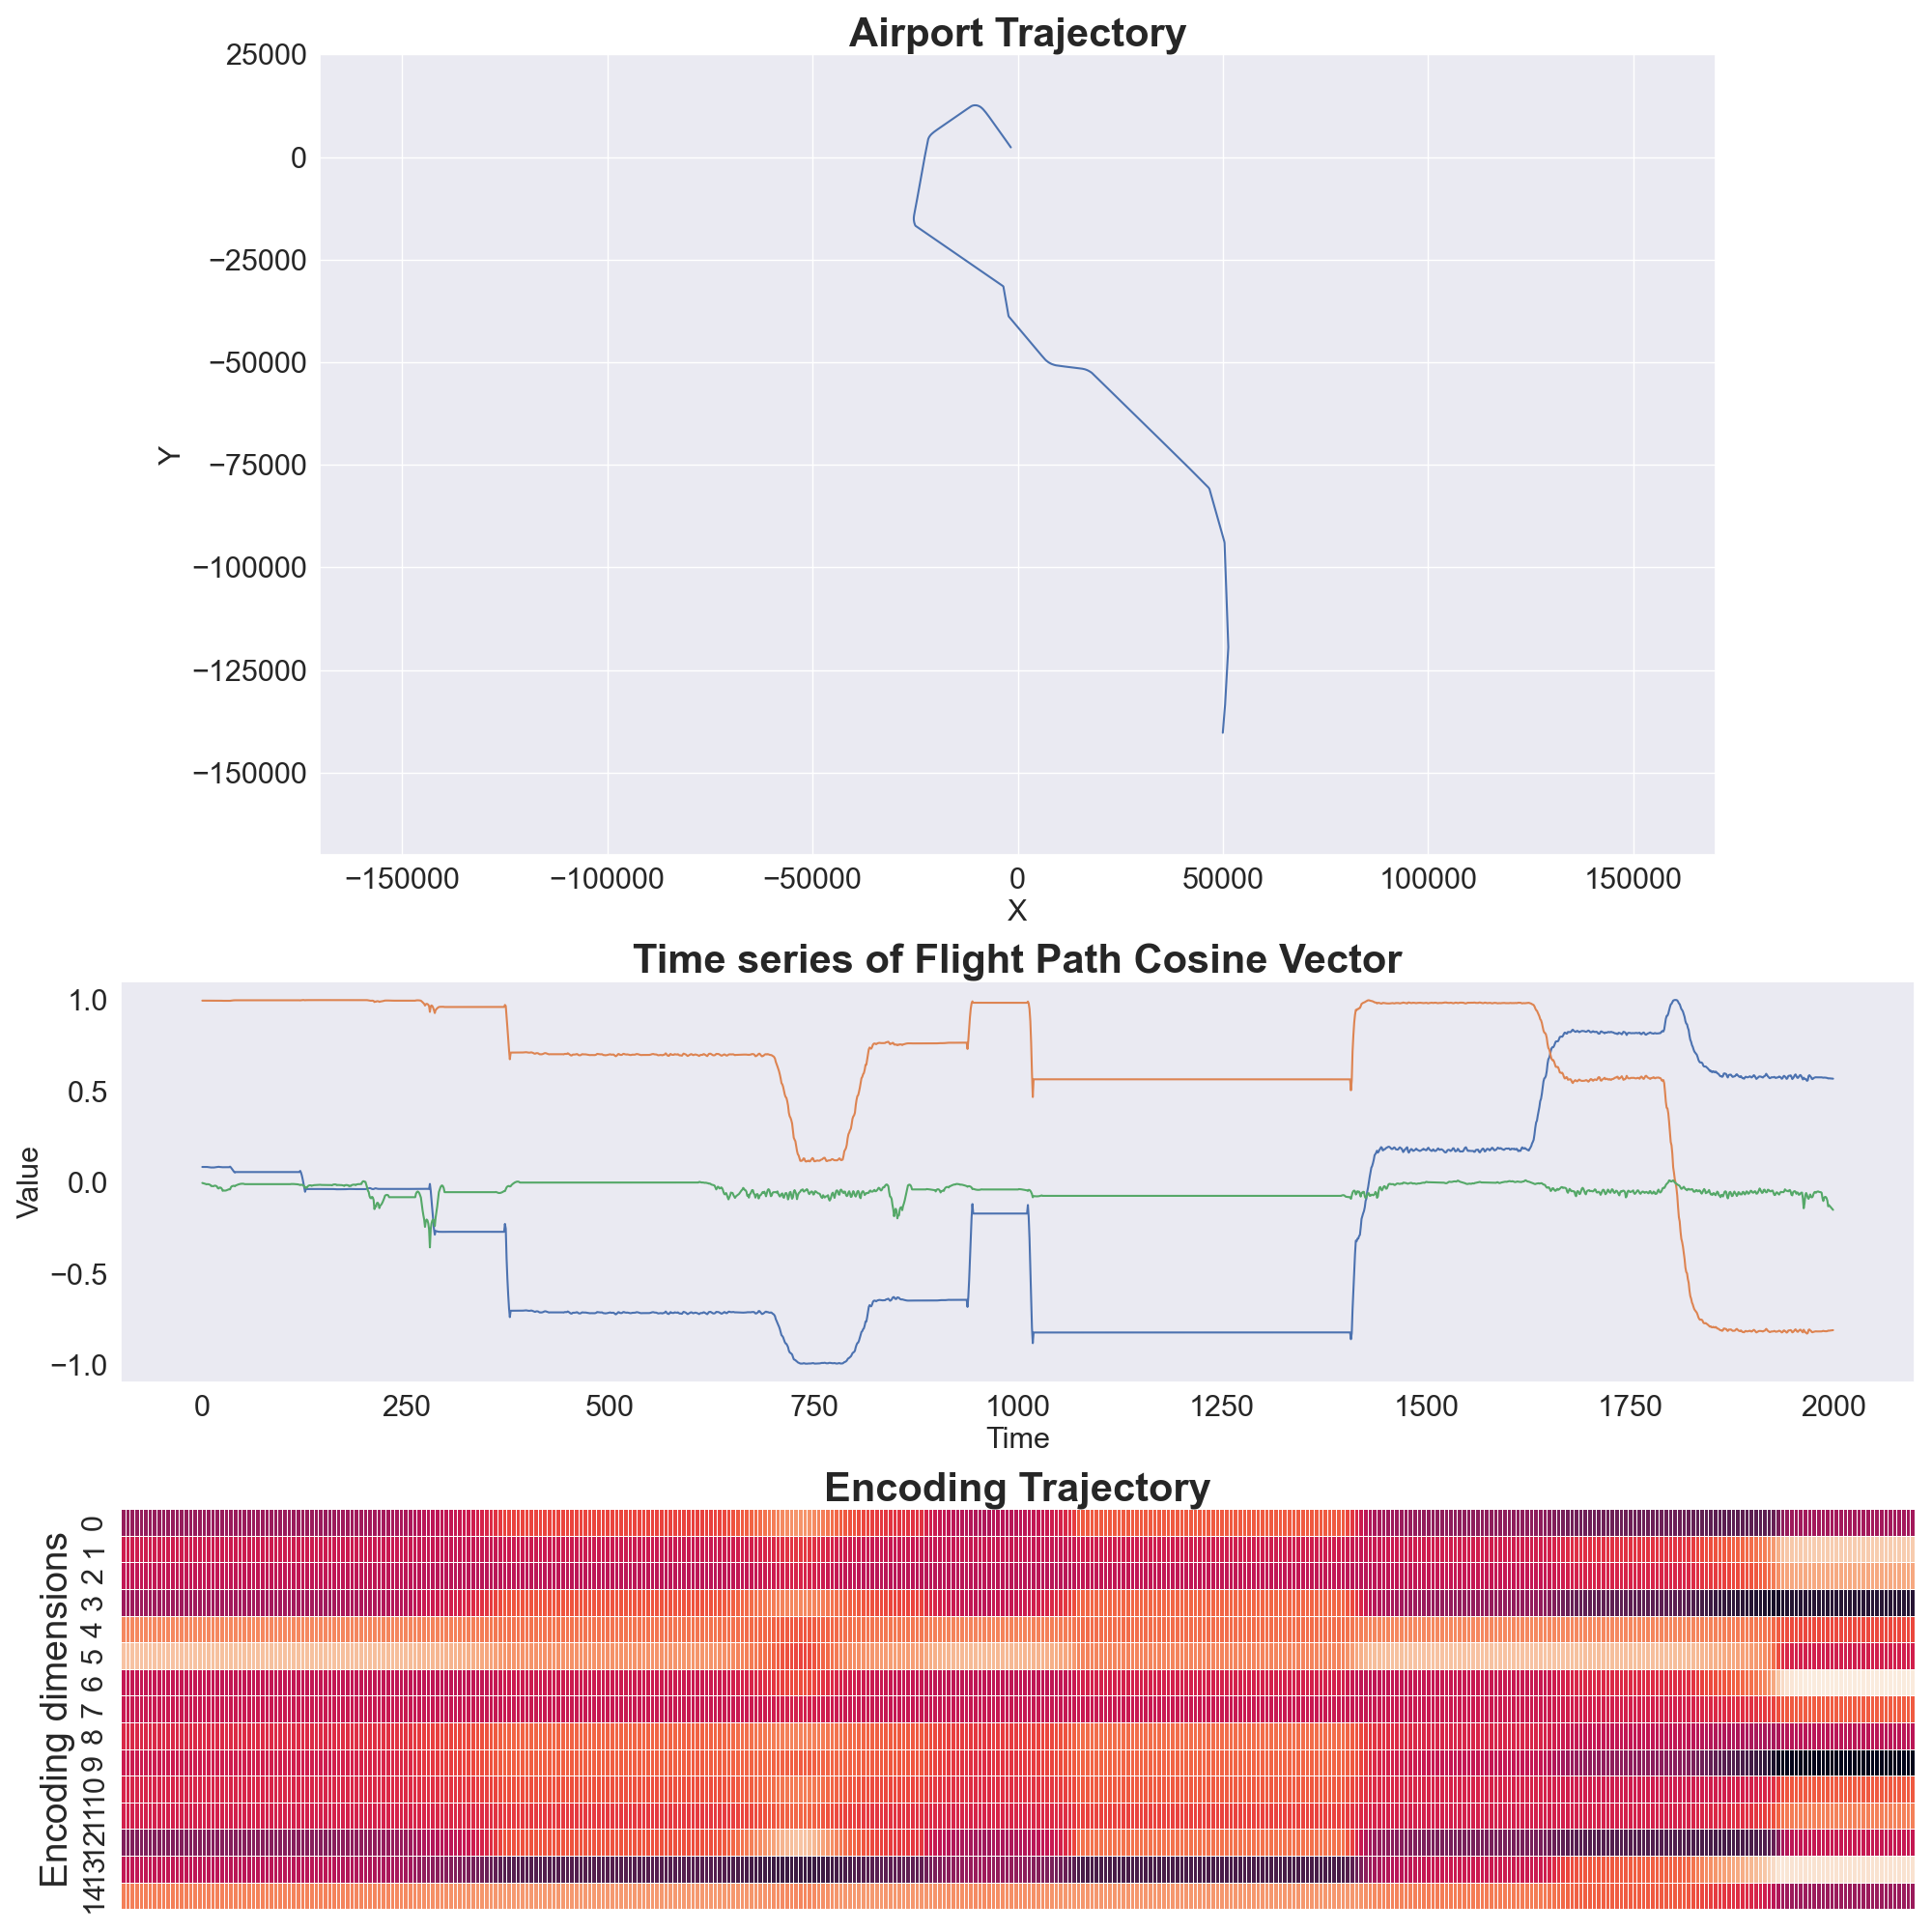 Airport Trajectory
25000
0
−25000
−50000
−75000
−100000
−125000
−150000
Y
−150000 −100000 −50000 0 50000 100000 150000
X
Time series of Flight Path Cosine Vector
1.0
0.5
0.0
−0.5
−1.0
Value
0 250 500 750 1000 1250 1500 1750 2000
Time
Encoding Trajectory
Encoding dimensions
0
1
2
3
4
5
6
7
8
9
10
11
12
13
14